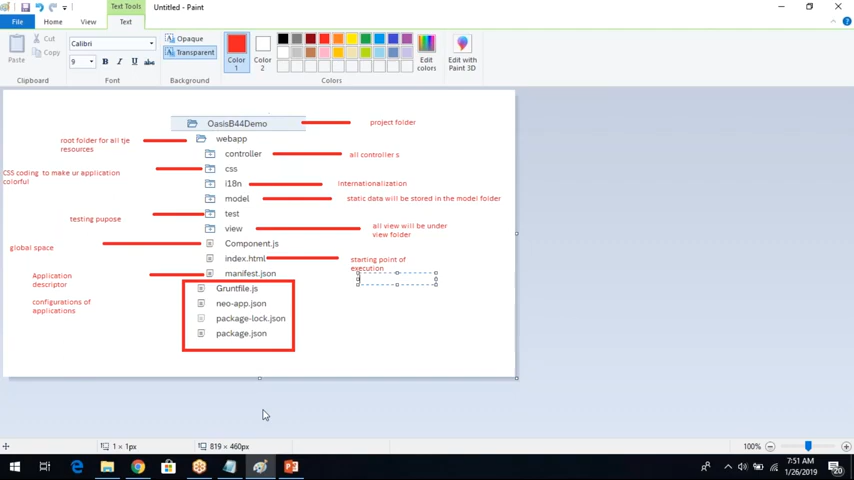 Text Tools
Untitled - Paint
File
Home
View
Text
Paste
Cut
Copy
Clipboard
Calibri
9
B I U abc
Font
Opaque
Transparent
Background
Color
1
Color
2
Colors
Edit
colors
Edit with
Paint 3D
OasisB44Demo
project folder
root folder for all tje
resources
webapp
controller
all controller s
CSS coding to make ur application
colorful
css
i18n
Internationalization
model
static data will be stored in the model folder
testing pupose
test
view
all view will be under
view folder
global space
Component.js
index.html
starting point of
execution
Application
descriptor
manifest.json
configurations of
applications
Gruntfile.js
neo-app.json
package-lock.json
package.json
1 × 1px
819 × 460px
100%
7:51 AM
1/26/2019
20